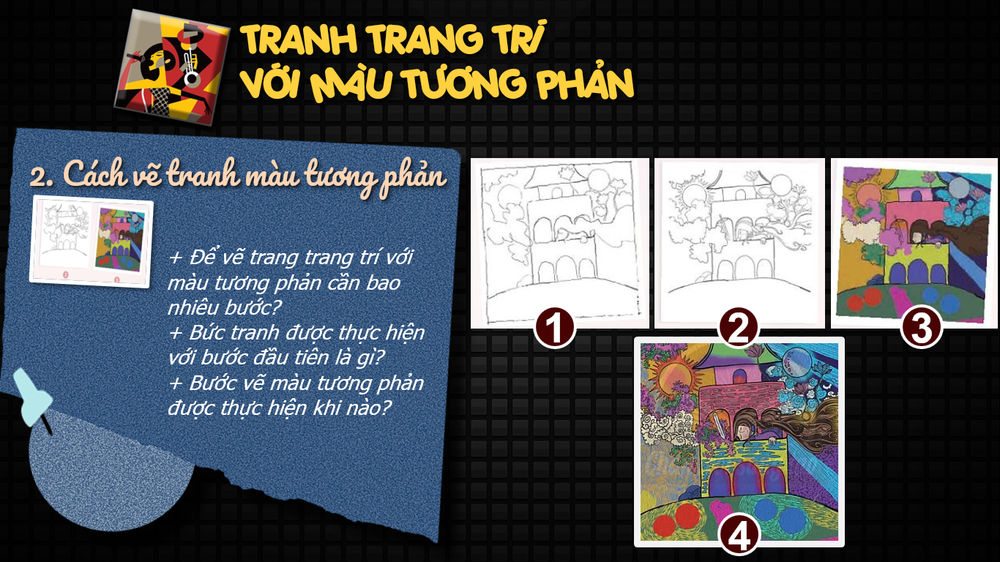 TRANH TRANG TRÍ
VỚI MÀU TƯƠNG PHẢN
2. Cách vẽ tranh màu tương phản
+ Để vẽ trang trang trí với
màu tương phản cần bao
nhiêu bước?
+ Bức tranh được thực hiện
với bước đầu tiên là gì?
+ Bước vẽ màu tương phản
được thực hiện khi nào?
1
2
3
4